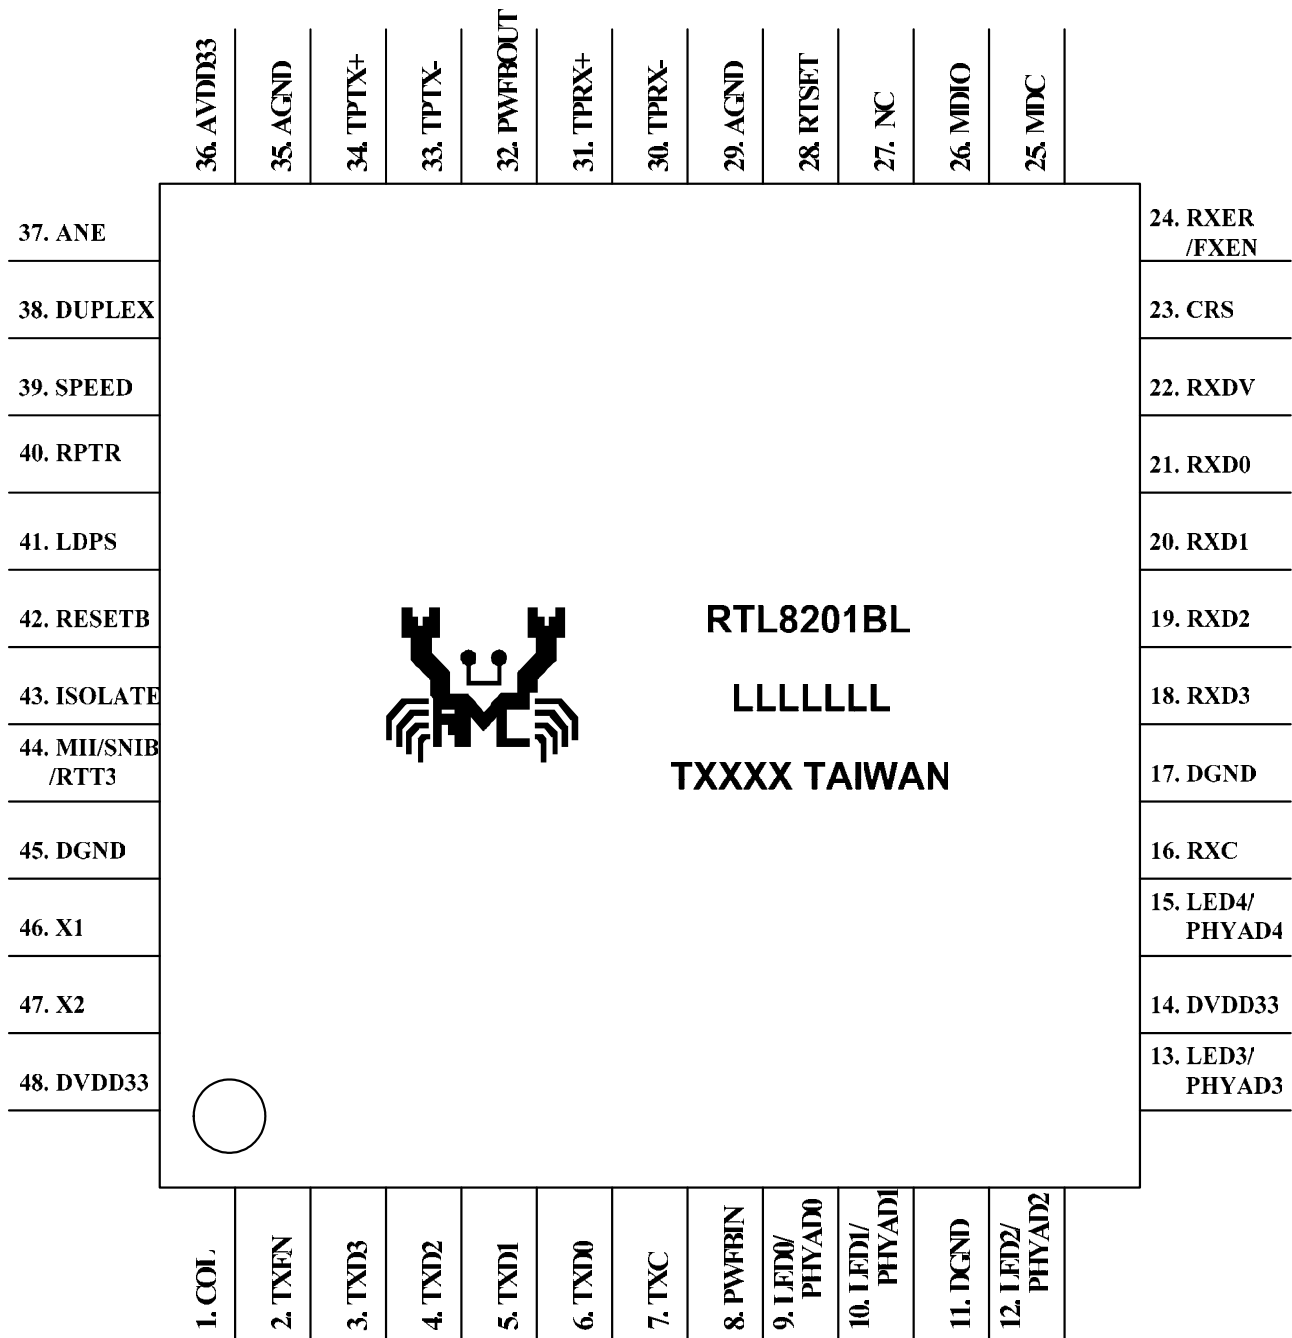 36. AVDD33
35. AGND
34. TPTX+
33. TPTX-
32. PWFBOUT
31. TPRX+
30. TPRX-
29. AGND
28. RTSET
27. NC
26. MDIO
25. MDC
37. ANE
38. DUPLEX
39. SPEED
40. RPTR
41. LDPS
42. RESETB
43. ISOLATE
44. MII/SNIB
/RTT3
45. DGND
46. X1
47. X2
48. DVDD33
RTL8201BL
LLLLLLL
TXXXX TAIWAN
24. RXER
/FXEN
23. CRS
22. RXDV
21. RXD0
20. RXD1
19. RXD2
18. RXD3
17. DGND
16. RXC
15. LED4/
PHYAD4
14. DVDD33
13. LED3/
PHYAD3
1. COL
2. TXEN
3. TXD3
4. TXD2
5. TXD1
6. TXD0
7. TXC
8. PWFBIN
9. LED0/
PHYAD0
10. LED1/
PHYAD1
11. DGND
12. LED2/
PHYAD2